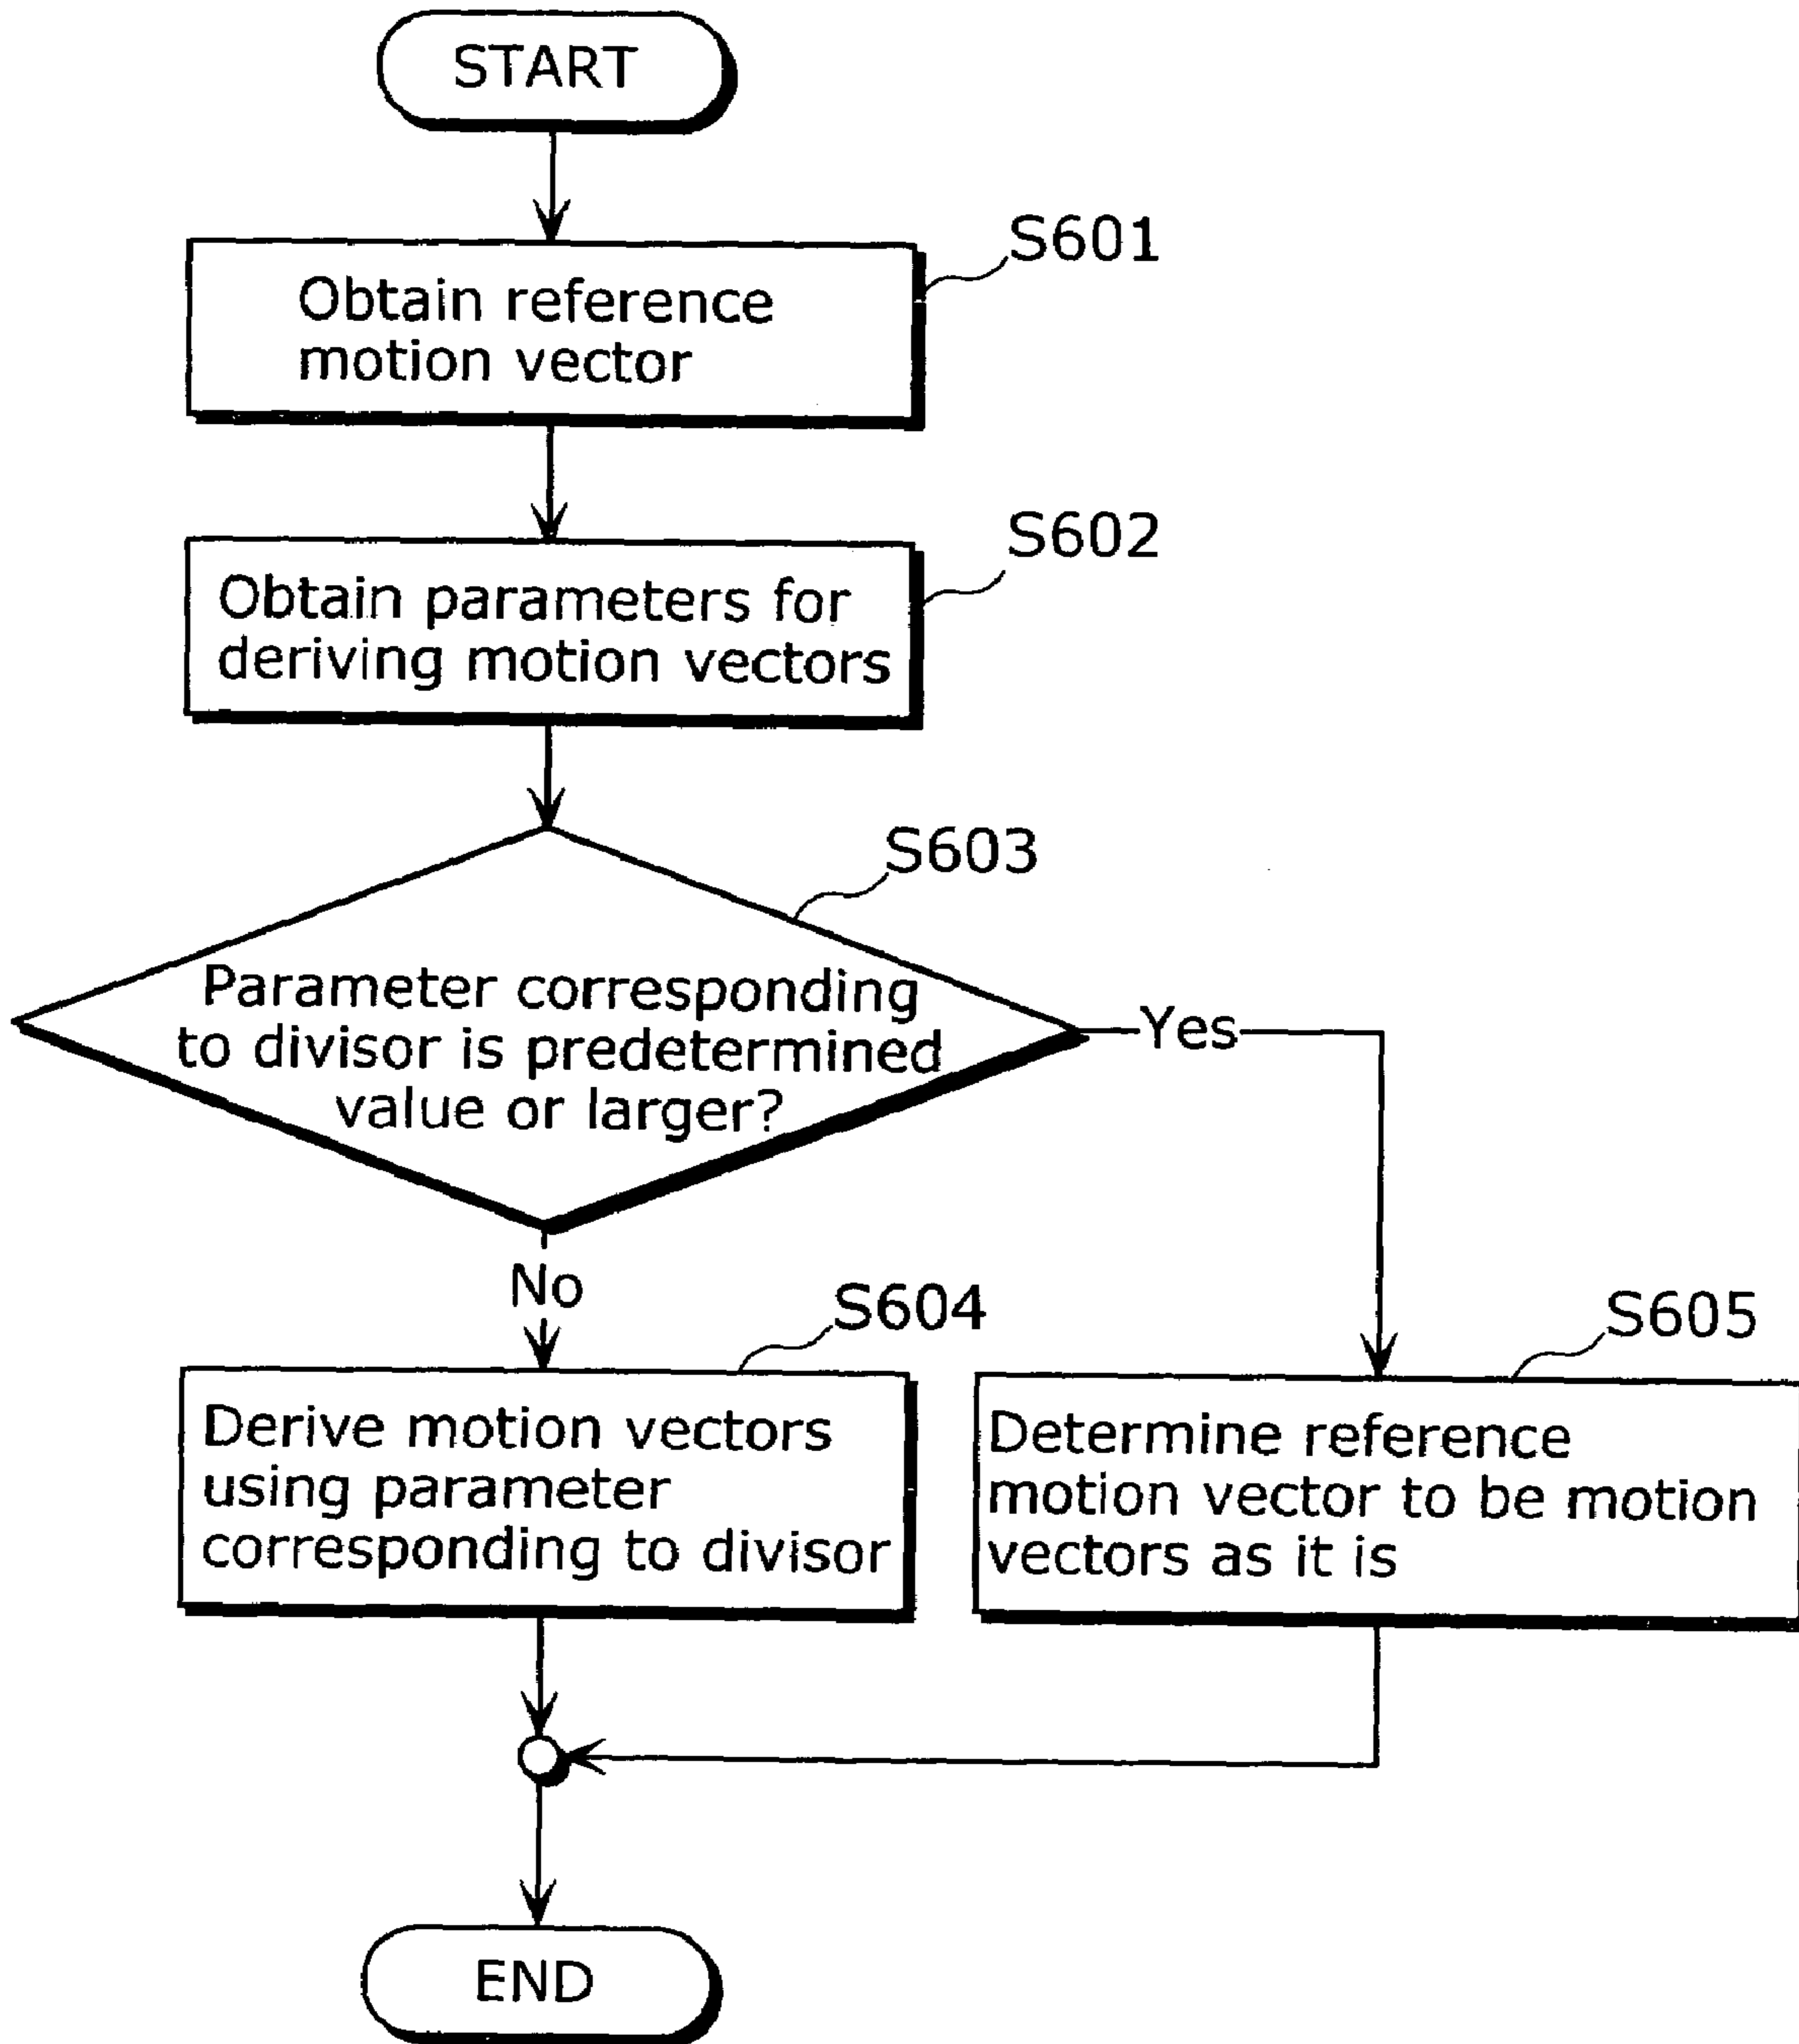 START
S601
Obtain reference
motion vector
S602
Obtain parameters for
deriving motion vectors
S603
Parameter corresponding
to divisor is predetermined
value or larger?
Yes
No
S604
Derive motion vectors
using parameter
corresponding to divisor
S605
Determine reference
motion vector to be motion
vectors as it is
END